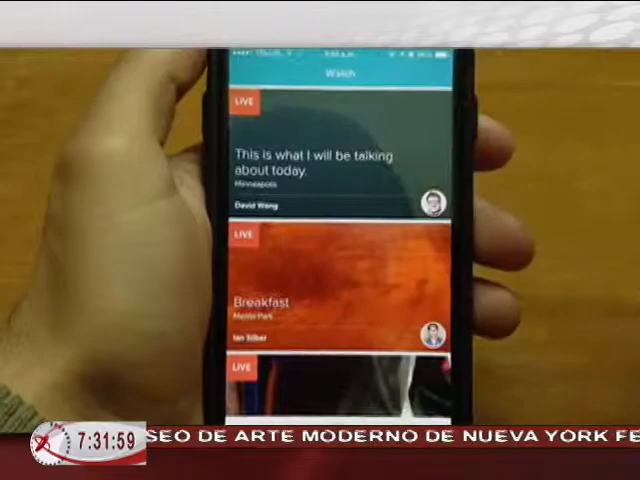 Watch
LIVE
This is what I will be talking
about today.
Minneapolis
David Wong
LIVE
Breakfast
Menlo Park
Ian Silber
LIVE
7:31:59
SEO DE ARTE MODERNO DE NUEVA YORK FE